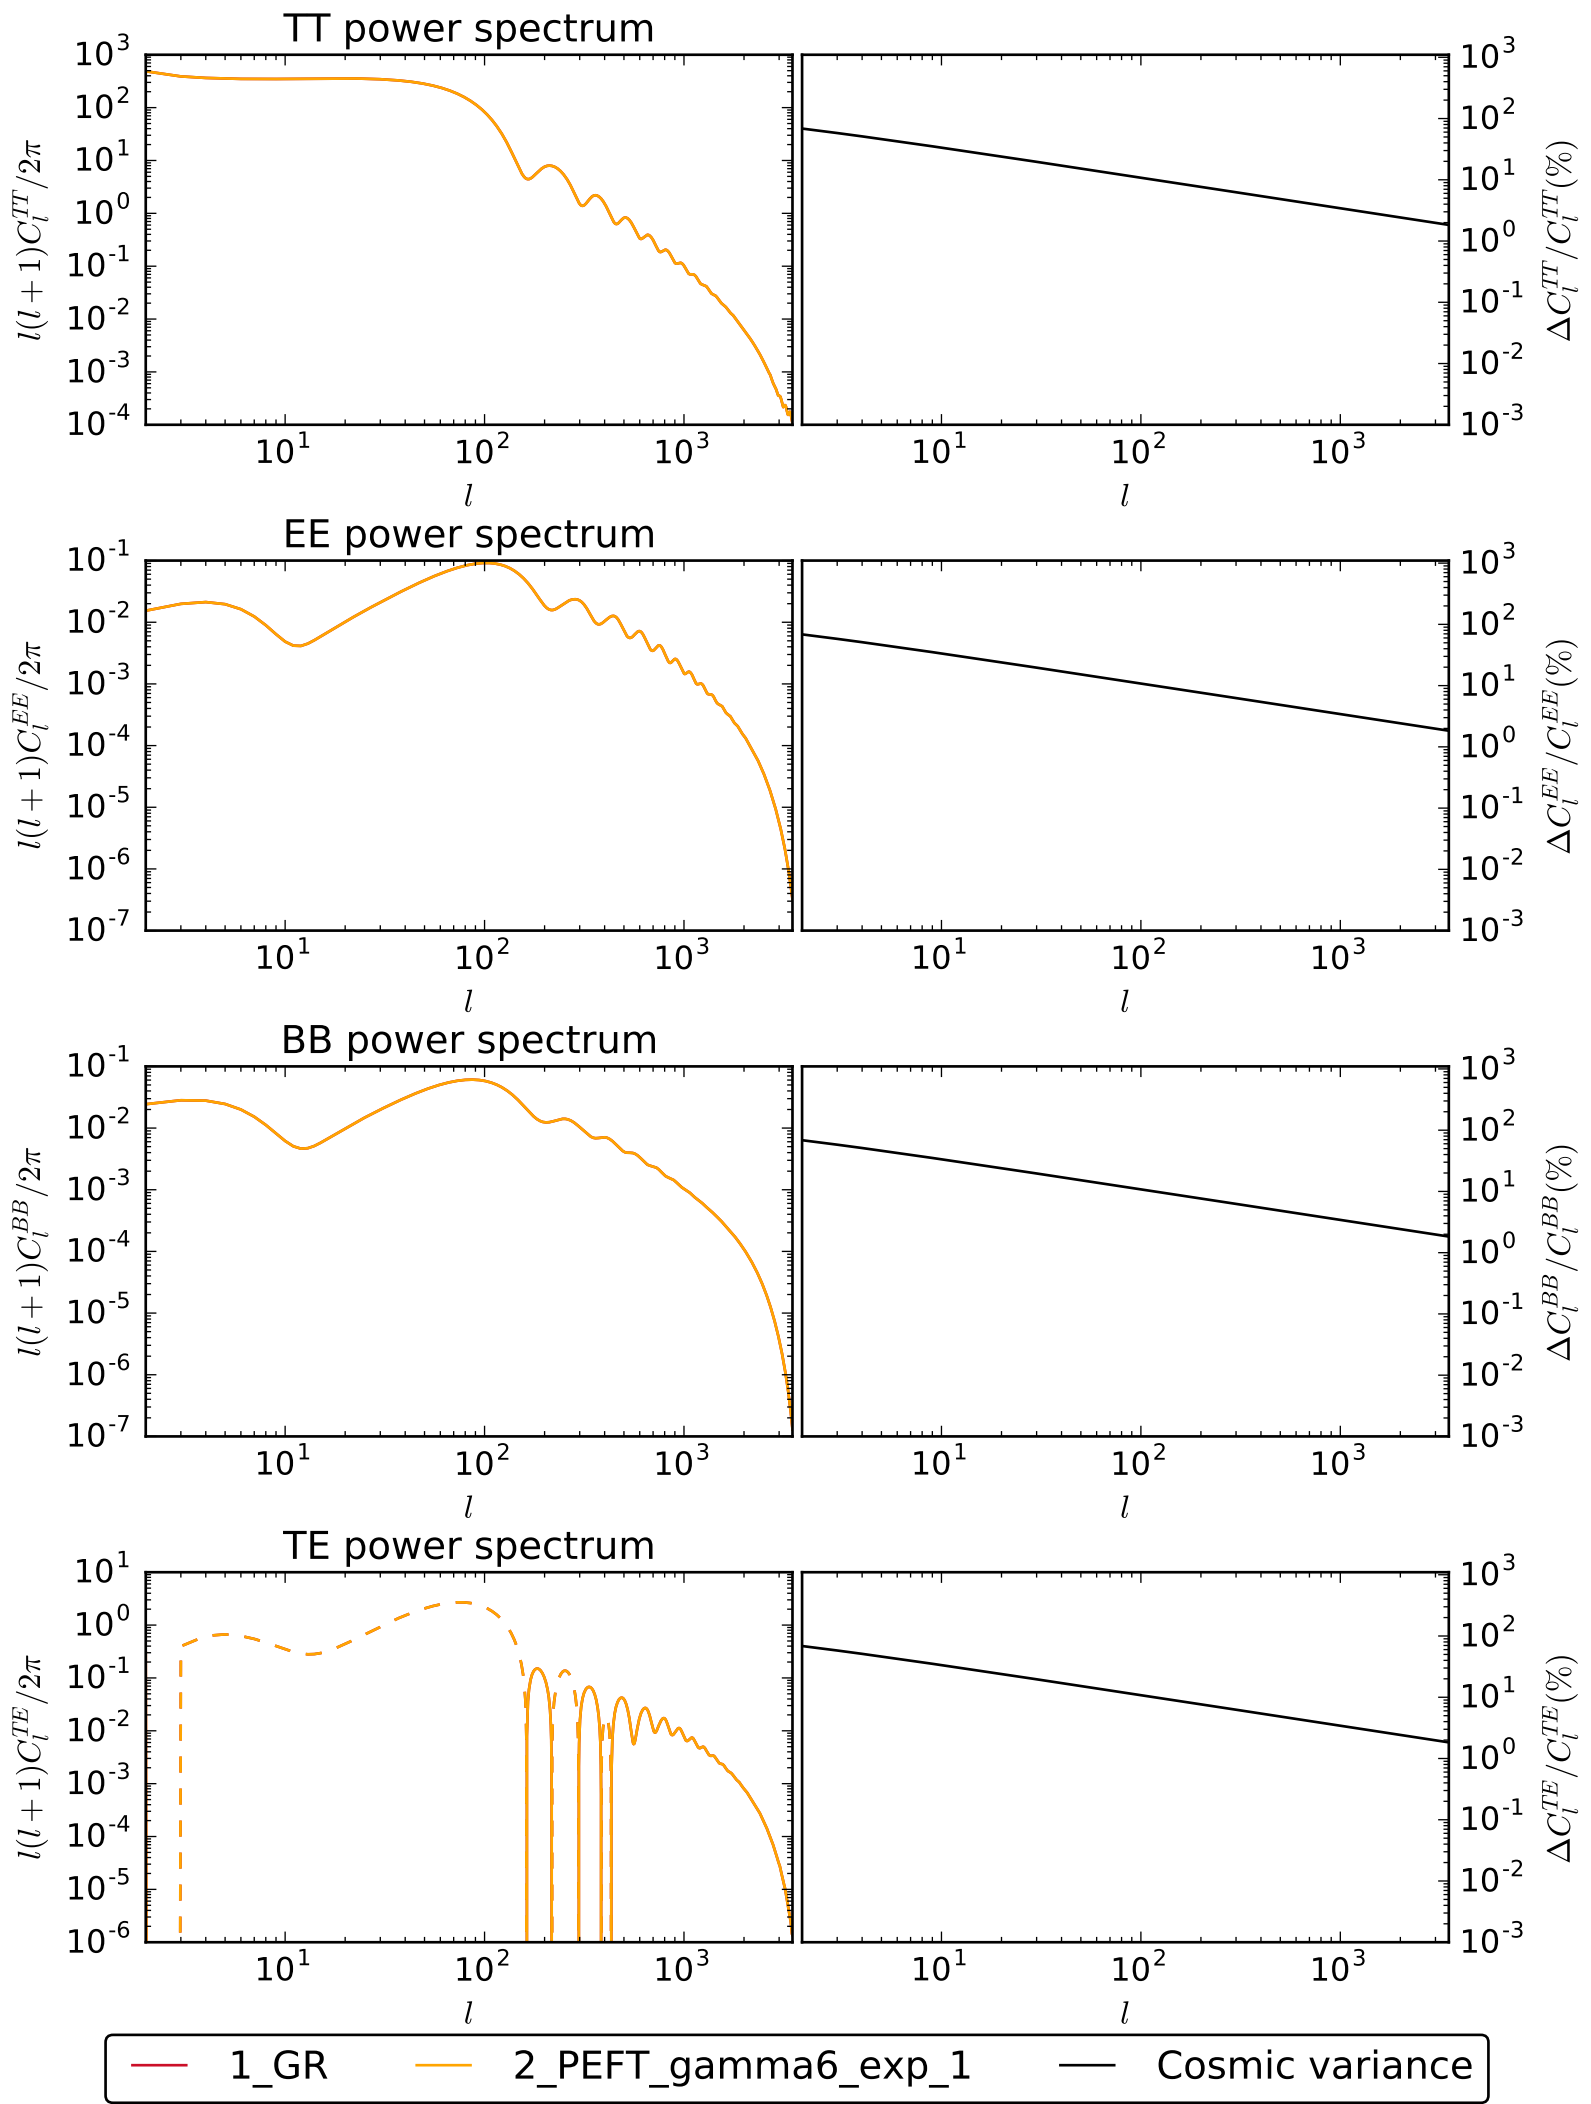 TT power spectrum
10^3
10^2
10^1
10^0
10^-1
10^-2
10^-3
10^-4
l(l+1)C_l^{TT}/2π
10^1 10^2 10^3
l
10^1 10^2 10^3
l
10^3
10^2
10^1
10^0
10^-1
10^-2
10^-3
ΔC_l^{TT}/C_l^{TT}(%)
EE power spectrum
10^-1
10^-2
10^-3
10^-4
10^-5
10^-6
10^-7
l(l+1)C_l^{EE}/2π
10^1 10^2 10^3
l
10^1 10^2 10^3
l
10^3
10^2
10^1
10^0
10^-1
10^-2
10^-3
ΔC_l^{EE}/C_l^{EE}(%)
BB power spectrum
10^-1
10^-2
10^-3
10^-4
10^-5
10^-6
10^-7
l(l+1)C_l^{BB}/2π
10^1 10^2 10^3
l
10^1 10^2 10^3
l
10^3
10^2
10^1
10^0
10^-1
10^-2
10^-3
ΔC_l^{BB}/C_l^{BB}(%)
TE power spectrum
10^1
10^0
10^-1
10^-2
10^-3
10^-4
10^-5
10^-6
l(l+1)C_l^{TE}/2π
10^1 10^2 10^3
l
10^1 10^2 10^3
l
10^3
10^2
10^1
10^0
10^-1
10^-2
10^-3
ΔC_l^{TE}/C_l^{TE}(%)
1_GR 2_PEFT_gamma6_exp_1 Cosmic variance